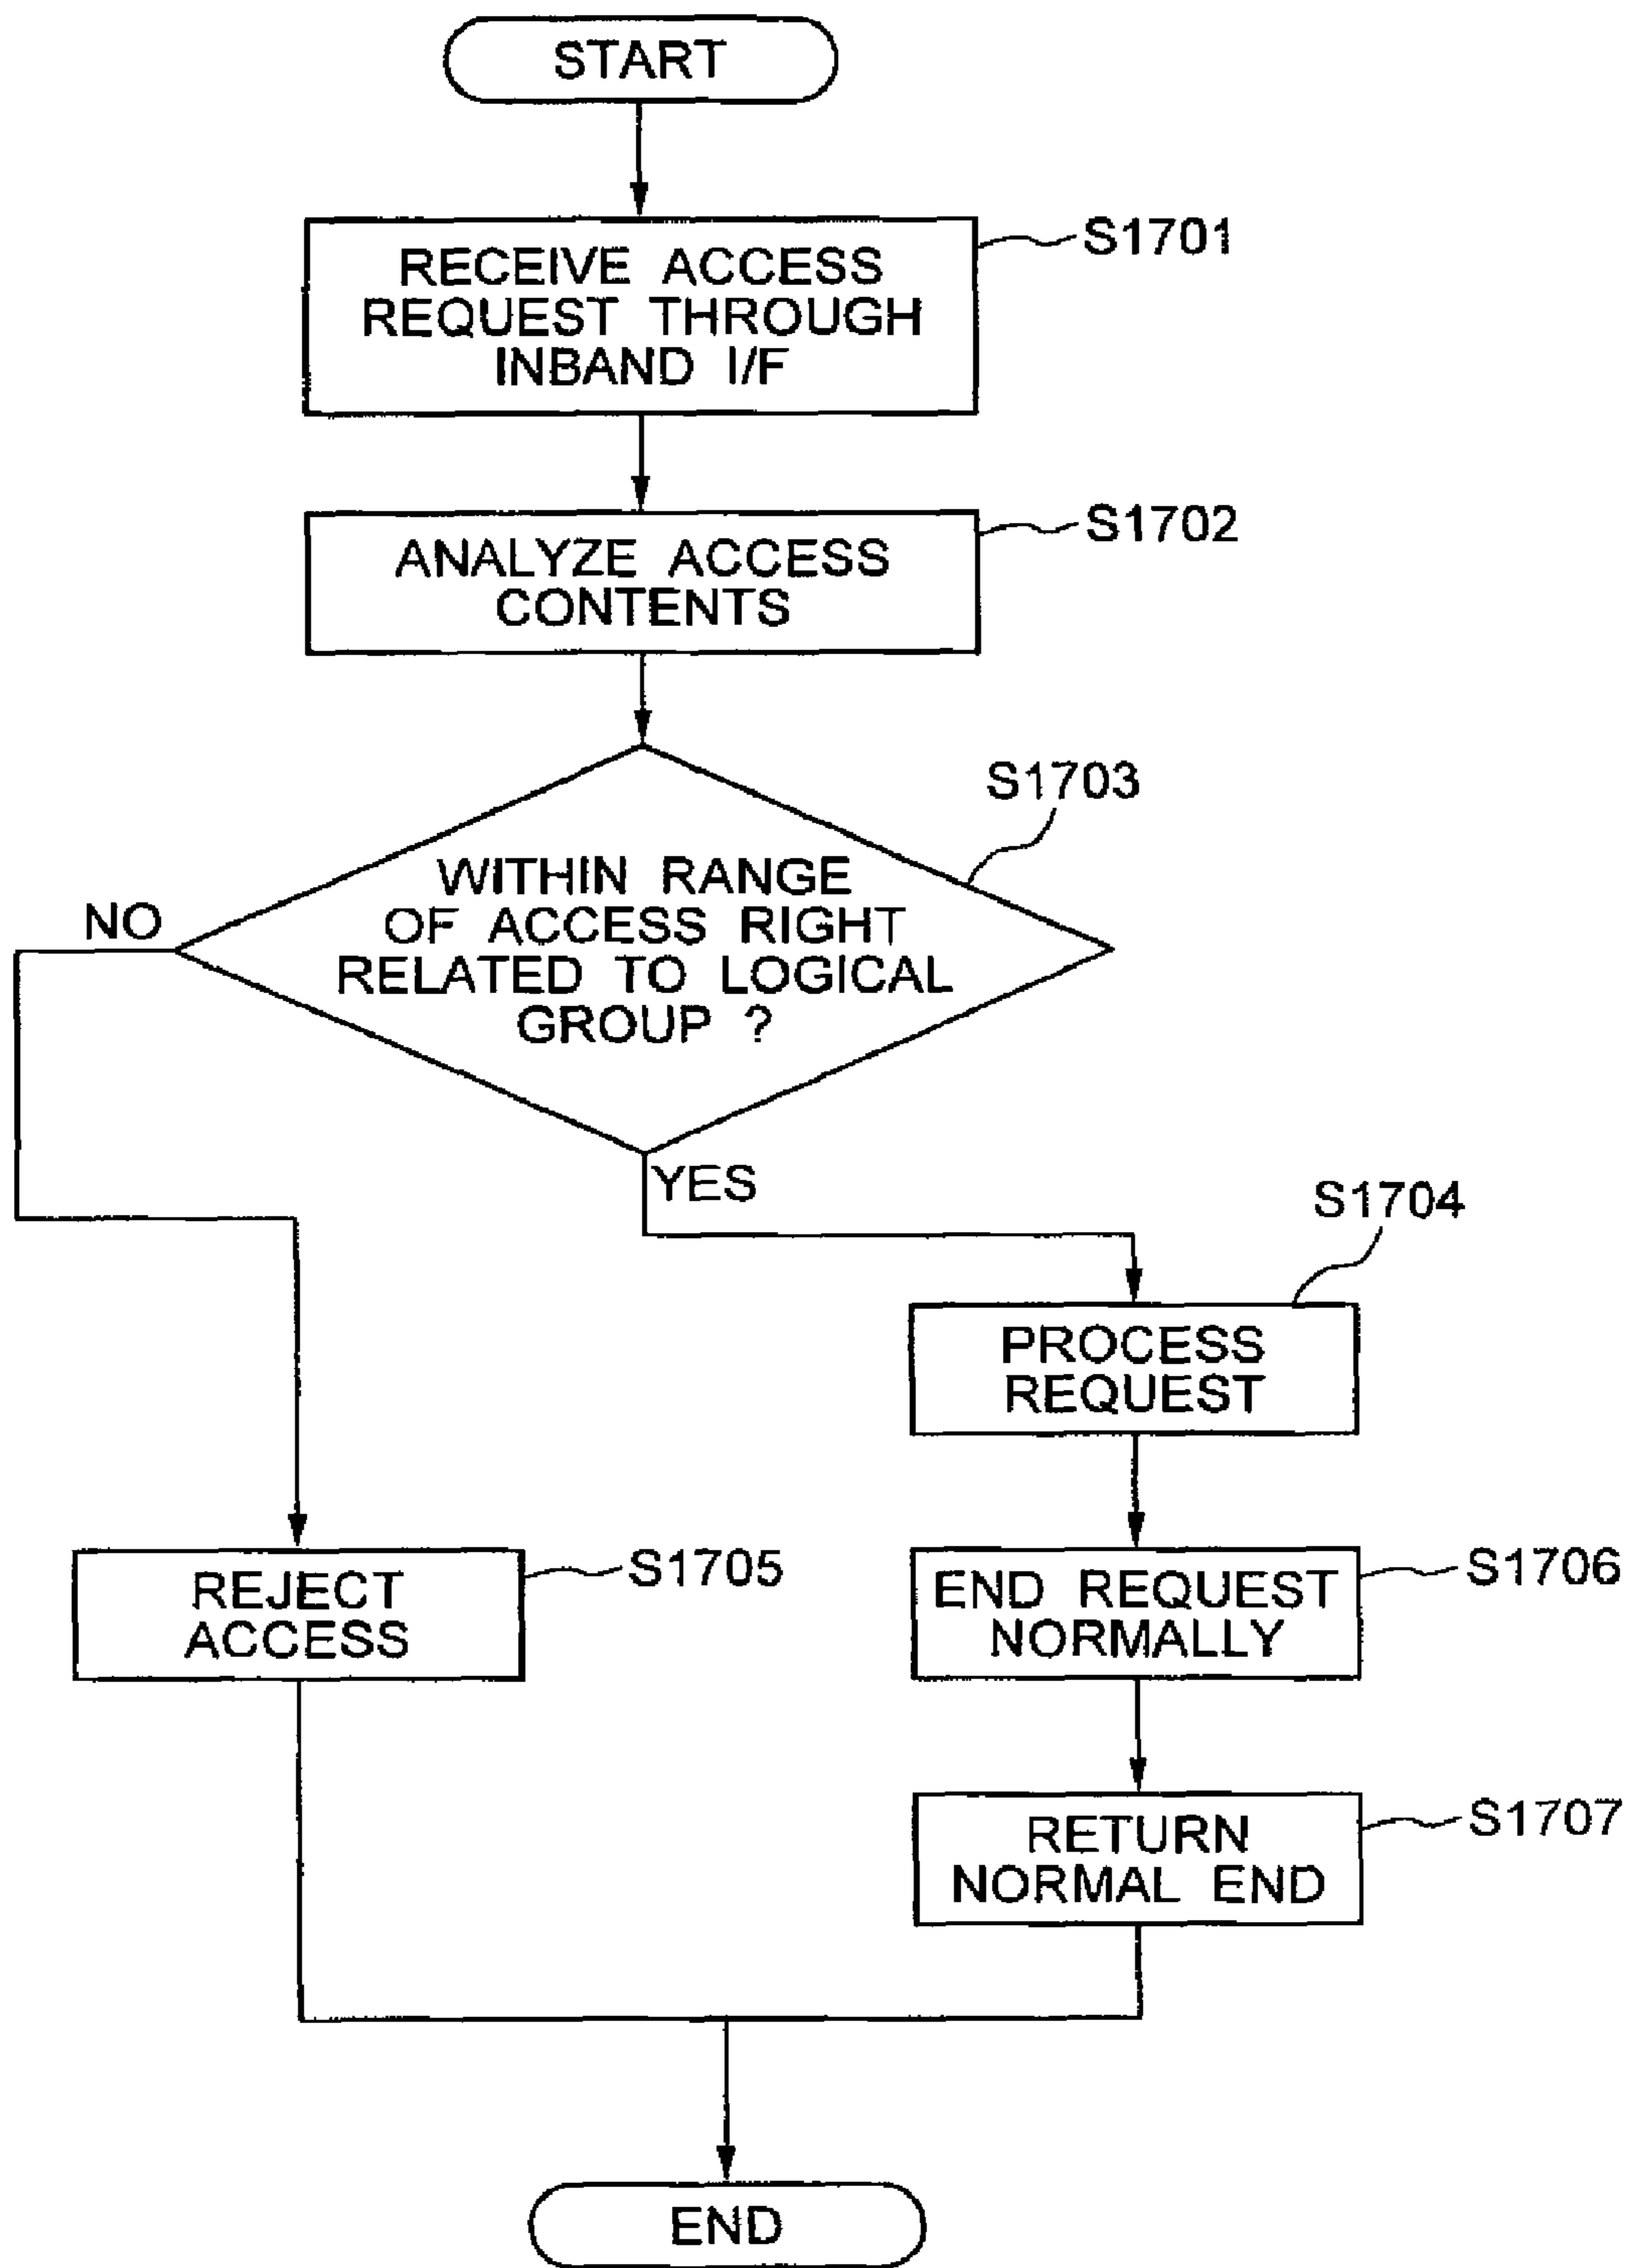 START
RECEIVE ACCESS
REQUEST THROUGH
INBAND I/F
S1701
ANALYZE ACCESS
CONTENTS
S1702
S1703
WITHIN RANGE
OF ACCESS RIGHT
RELATED TO LOGICAL
GROUP ?
NO
YES
S1704
PROCESS
REQUEST
REJECT
ACCESS
S1705
END REQUEST
NORMALLY
S1706
RETURN
NORMAL END
S1707
END